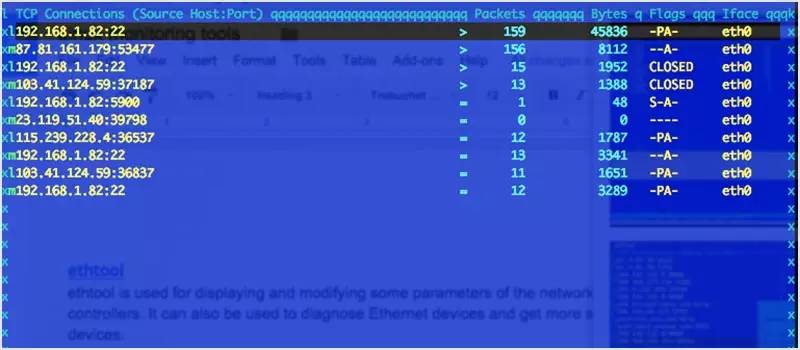 l TCP Connections (Source Host:Port) qqqqqqqqqqqqqqqqqqqqqqqqqq Packets qqqqqqq Bytes q Flags qqq Iface qqqk
xl192.168.1.82:22 > 159 45836 -PA- eth0 x
xm87.81.161.179:53477 > 156 8112 --A- eth0 x
xl192.168.1.82:22 > 15 1952 CLOSED eth0 x
xm103.41.124.59:37187 > 13 1388 CLOSED eth0 x
xl192.168.1.82:5900 = 1 48 S-A- eth0 x
xm23.119.51.40:39798 = 0 0 ---- eth0 x
xl115.239.228.4:36537 = 12 1787 -PA- eth0 x
xm192.168.1.82:22 = 13 3341 --A- eth0 x
xl103.41.124.59:36837 = 11 1651 -PA- eth0 x
xm192.168.1.82:22 = 12 3289 -PA- eth0 x
x x
x x
x x
x x
x x
x x
x x
x x
monitoring tools
View Insert Format Tools Table Add-ons Help
100% Heading 3 12 B I
ethtool
ethtool is used for displaying and modifying some parameters of the network
controllers. It can also be used to diagnose Ethernet devices and get more s
devices.